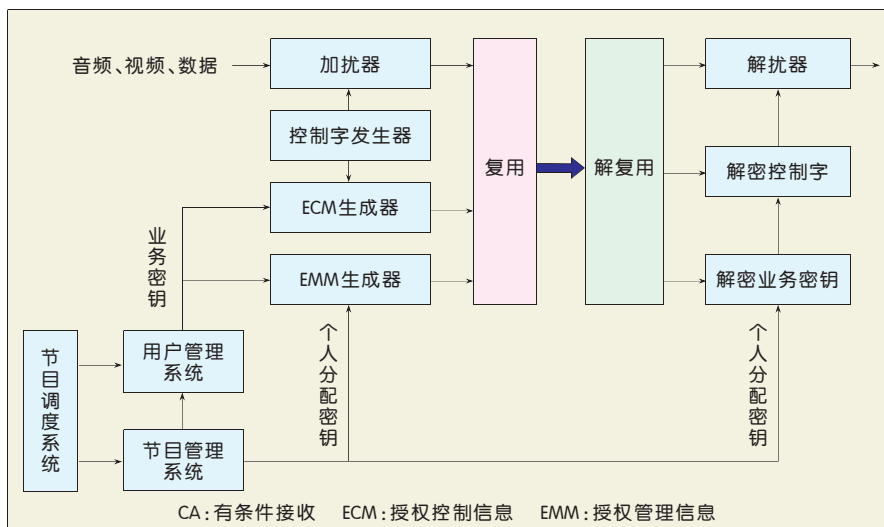 音频、视频、数据
加扰器
控制字发生器
ECM生成器
EMM生成器
复用
解复用
解扰器
解密控制字
解密业务密钥
业务密钥
个人分配密钥
个人分配密钥
节目调度系统
用户管理
系统
节目管理
系统
CA:有条件接收 ECM:授权控制信息 EMM:授权管理信息